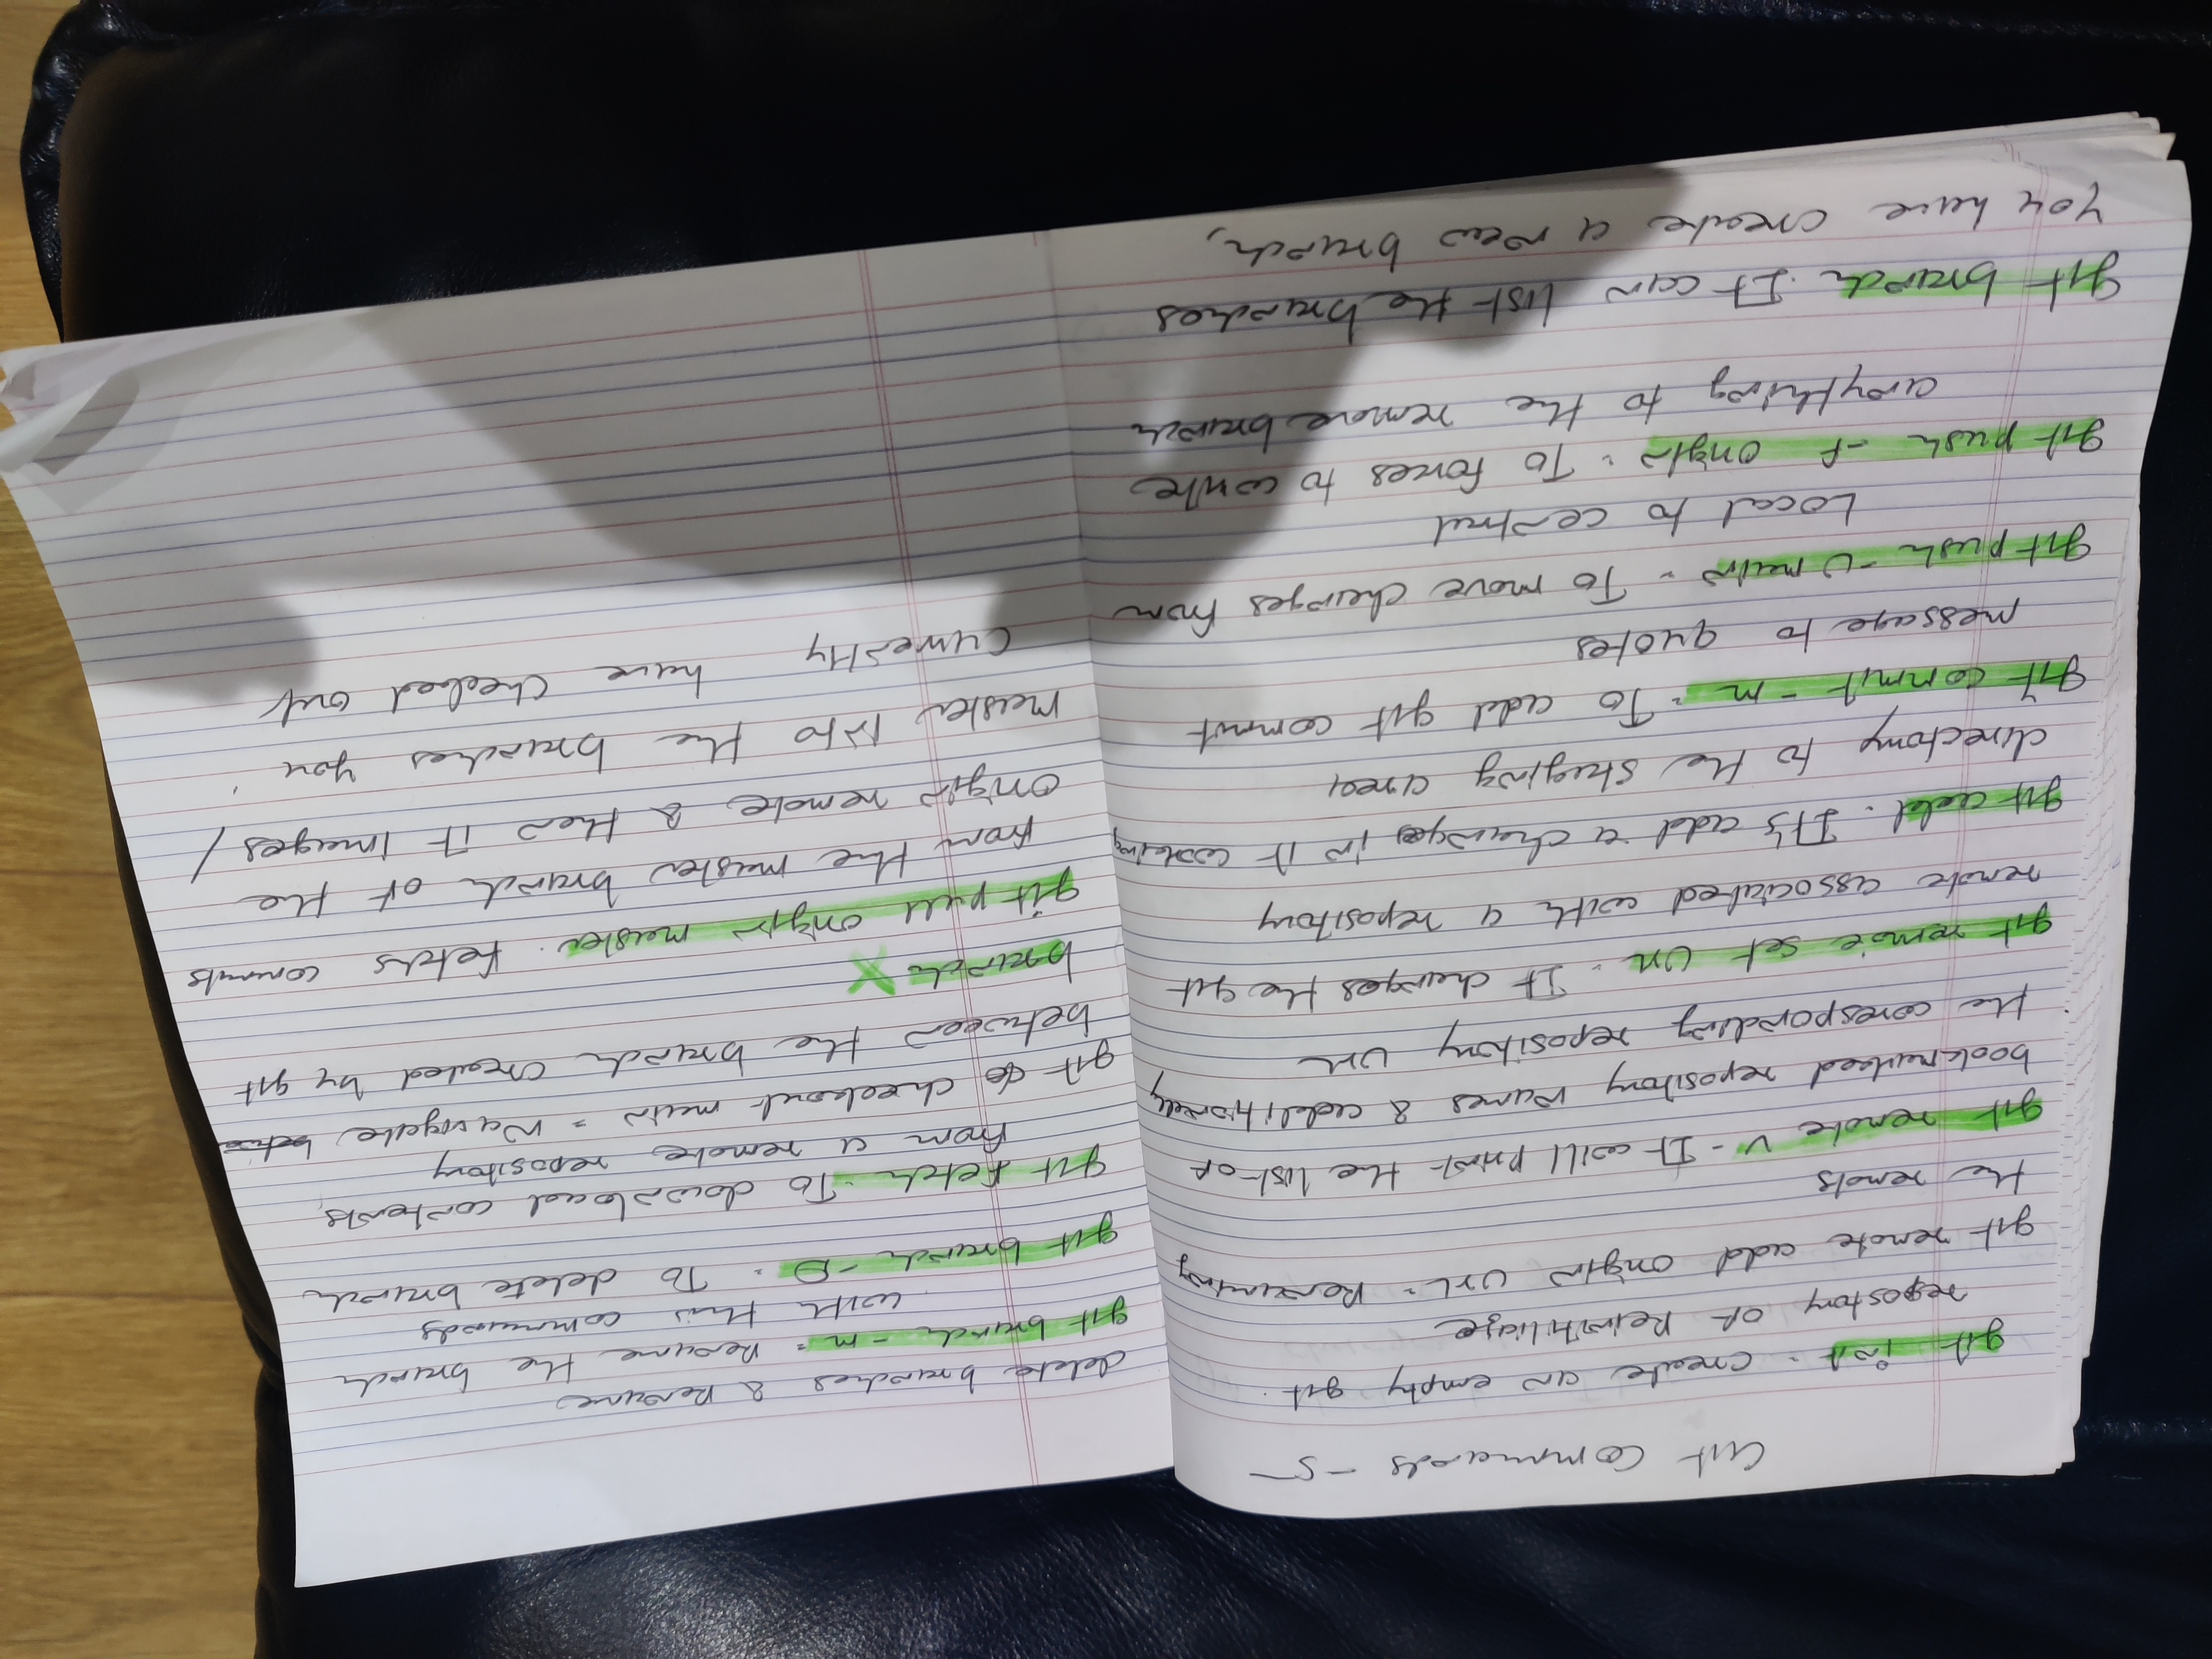 Git Commands - 5
git init - create an empty git.
repostory or Reinitiliaze
git remote add origin url - Renaming
the remots
git remote v - It will print the list of
bookmarked repository names & additionally
the coresponding repository url
git remoe set url - It changes the git
remote associated with a repository
git add - It's add a changes in it working
directory to the staging area
git commit -m - To add git commit
message to quotes
git push -u main - To move changes from
Local to central
git push -f origin - To forces to write
anything to the remove branch
git branch - It can list the branches
you have create a new branch,
delete branches & Rename
git branch -m = Rename the branch
with this commands
git branch -D - To delete branch
git fetch - To download contents
from a remote repository
git checkout main = Navigate
between the branch created by git
branch
git pull origin master - fetchs commits
from the master branch of the
origin remote & then it images /
master into the branches you
currently have checked out